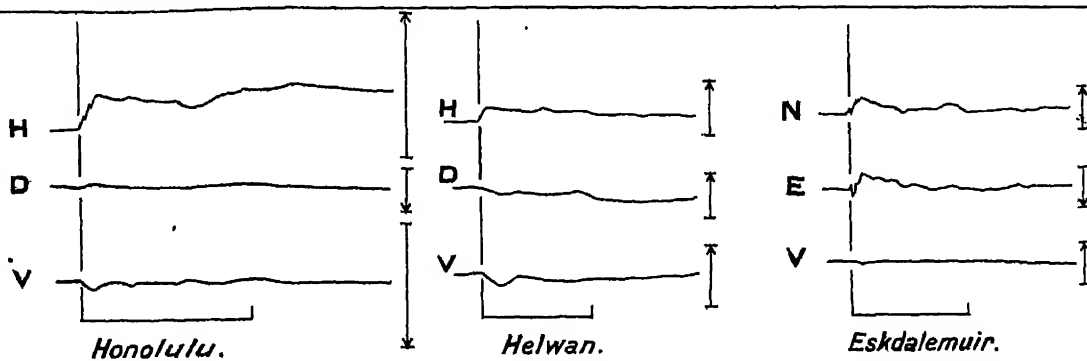 H
D
V
Honolulu.
H
D
V
Helwan.
N
E
V
Eskdalemuir.